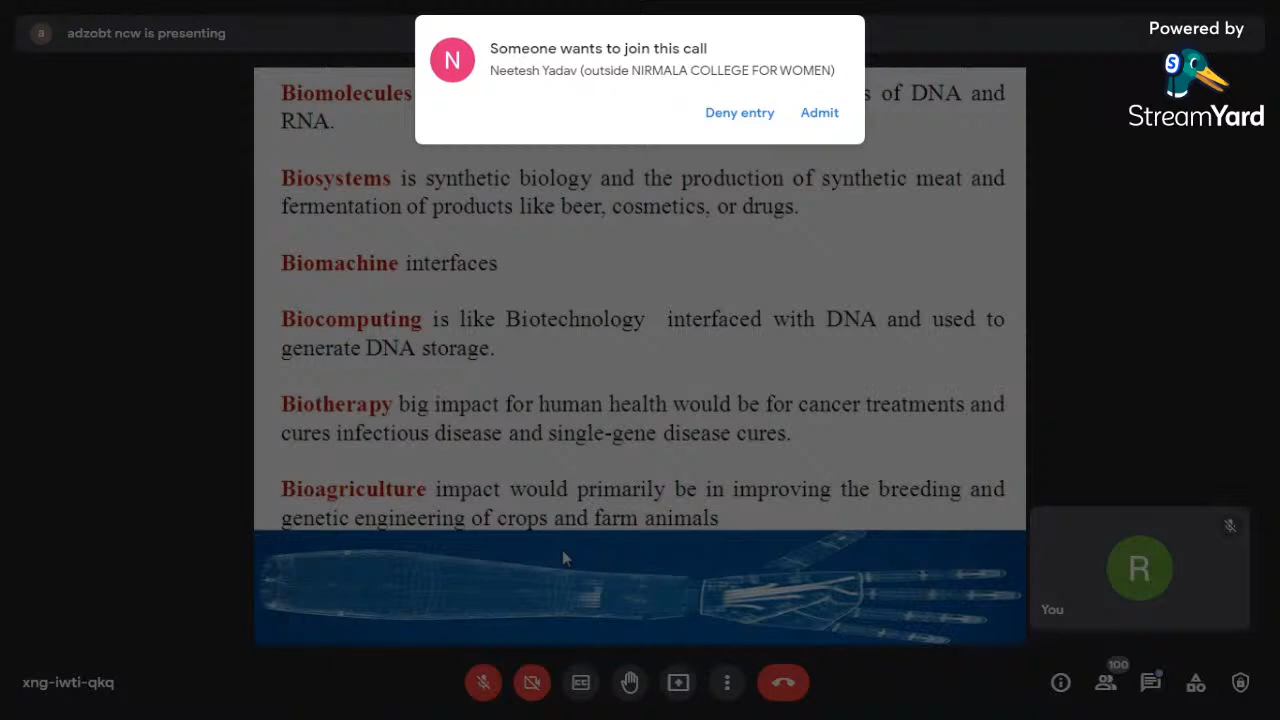 a adzobt ncw is presenting
Powered by
StreamYard
N
Someone wants to join this call
Neetesh Yadav (outside NIRMALA COLLEGE FOR WOMEN)
Deny entry Admit
Biomolecules of DNA and
RNA.
Biosystems is synthetic biology and the production of synthetic meat and
fermentation of products like beer, cosmetics, or drugs.
Biomachine interfaces
Biocomputing is like Biotechnology interfaced with DNA and used to
generate DNA storage.
Biotherapy big impact for human health would be for cancer treatments and
cures infectious disease and single-gene disease cures.
Bioagriculture impact would primarily be in improving the breeding and
genetic engineering of crops and farm animals
R
You
xng-iwti-qkq
100